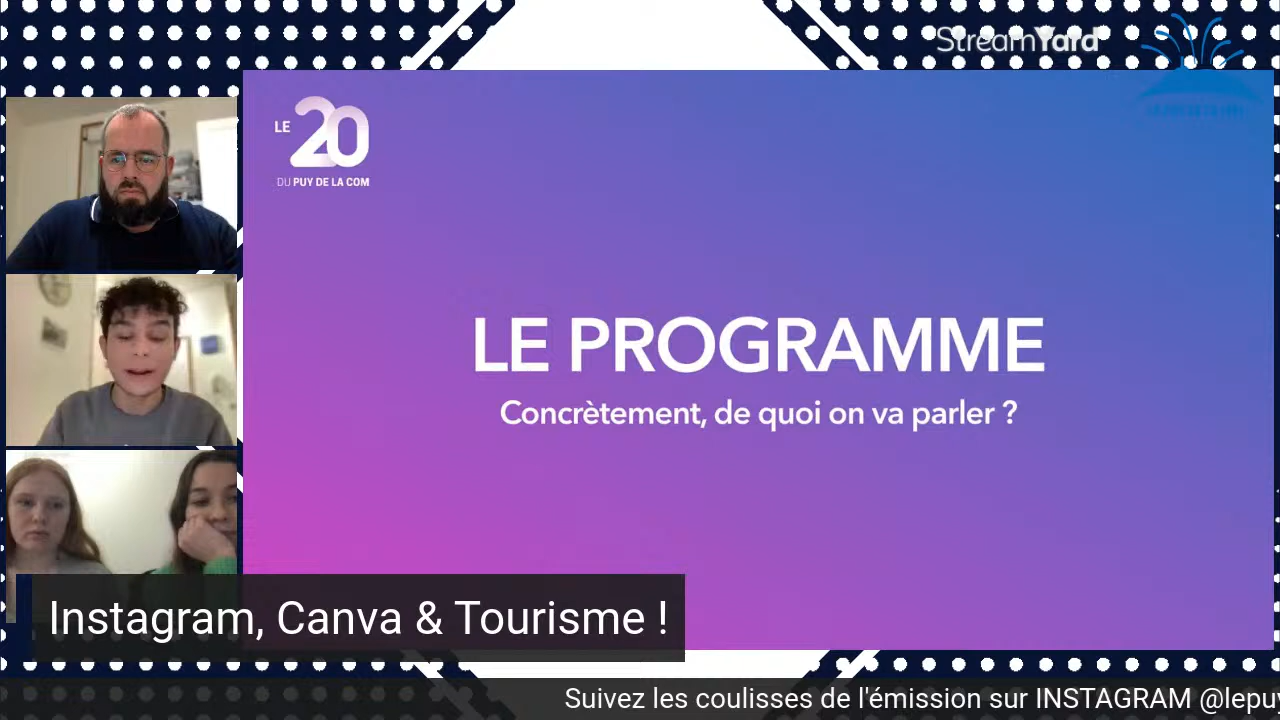 StreamYard
LE 20
DU PUY DE LA COM
LE PROGRAMME
Concrètement, de quoi on va parler ?
Instagram, Canva & Tourisme !
Suivez les coulisses de l'émission sur INSTAGRAM @lepuy